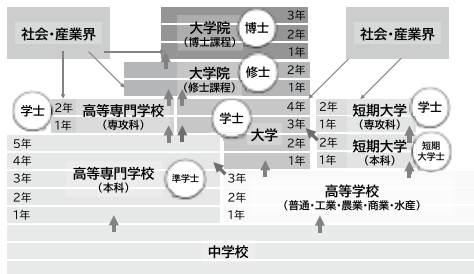 社会・産業界
大学院
(博士課程)
博士
3年
2年
1年
社会・産業界
大学院
(修士課程)
修士
2年
1年
学士
2年
1年
高等専門学校
(専攻科)
学士
大学
4年
3年
2年
1年
2年
1年
短期大学
(専攻科)
学士
2年
1年
短期大学
(本科)
短期
大学士
5年
4年
3年
2年
1年
高等専門学校
(本科)
準学士
3年
2年
1年
高等学校
(普通・工業・農業・商業・水産)
中学校